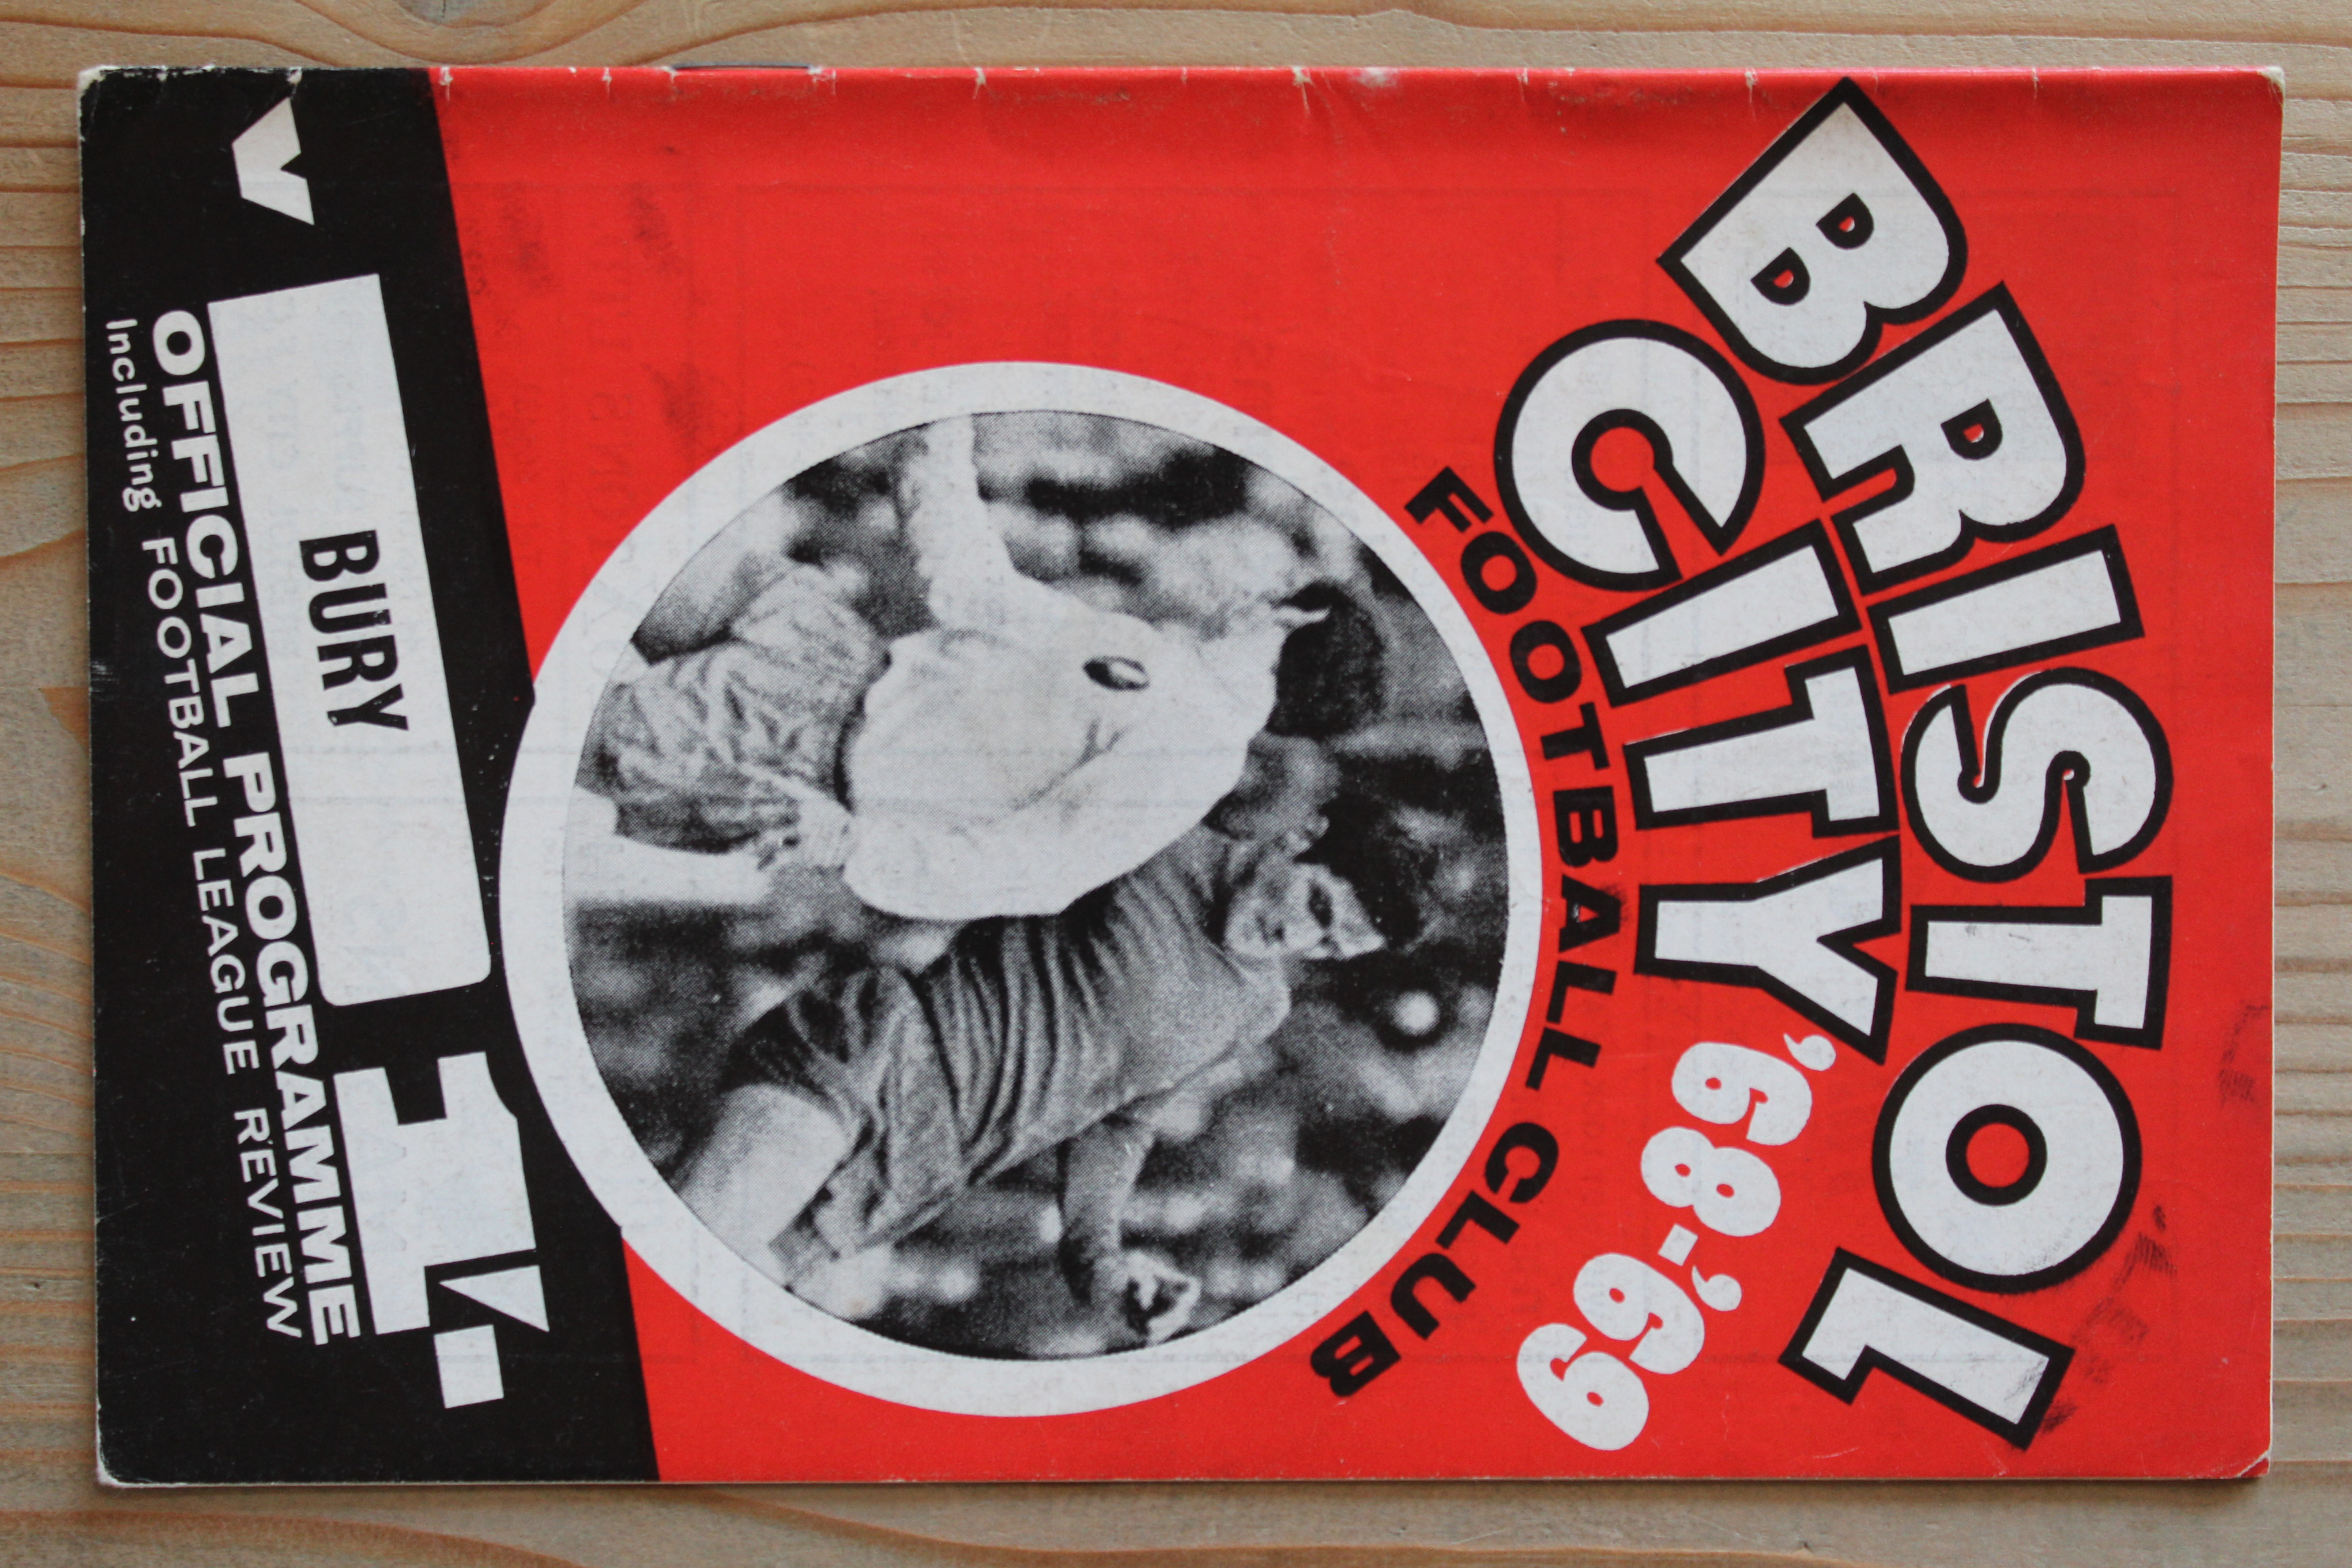 BRISTOL
CITY
'68-'69
FOOTBALL CLUB
V
BURY
1'.
OFFICIAL PROGRAMME
Including FOOTBALL LEAGUE REVIEW